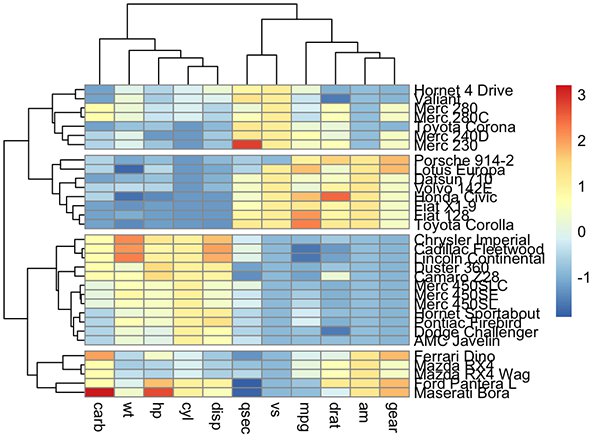 Hornet 4 Drive
Valiant
Merc 280
Merc 280C
Toyota Corona
Merc 240D
Merc 230
Porsche 914-2
Lotus Europa
Datsun 710
Volvo 142E
Honda Civic
Fiat X1-9
Fiat 128
Toyota Corolla
Chrysler Imperial
Cadillac Fleetwood
Lincoln Continental
Duster 360
Camaro Z28
Merc 450SLC
Merc 450SE
Merc 450SL
Hornet Sportabout
Pontiac Firebird
Dodge Challenger
AMC Javelin
Ferrari Dino
Mazda RX4
Mazda RX4 Wag
Ford Pantera L
Maserati Bora
carb wt hp cyl disp qsec vs mpg drat am gear
3
2
1
0
-1